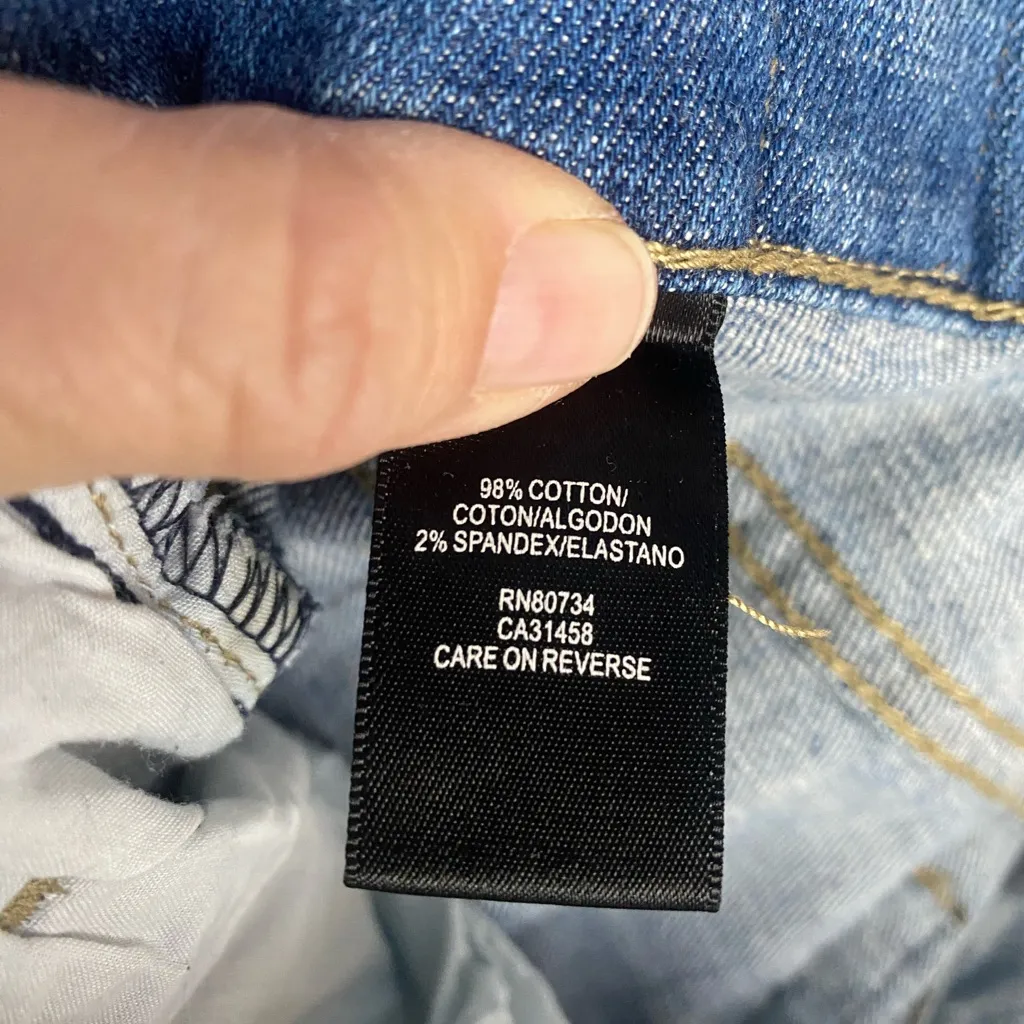 98% COTTON/
COTON/ALGODON
2% SPANDEX/ELASTANO
RN80734
CA31458
CARE ON REVERSE